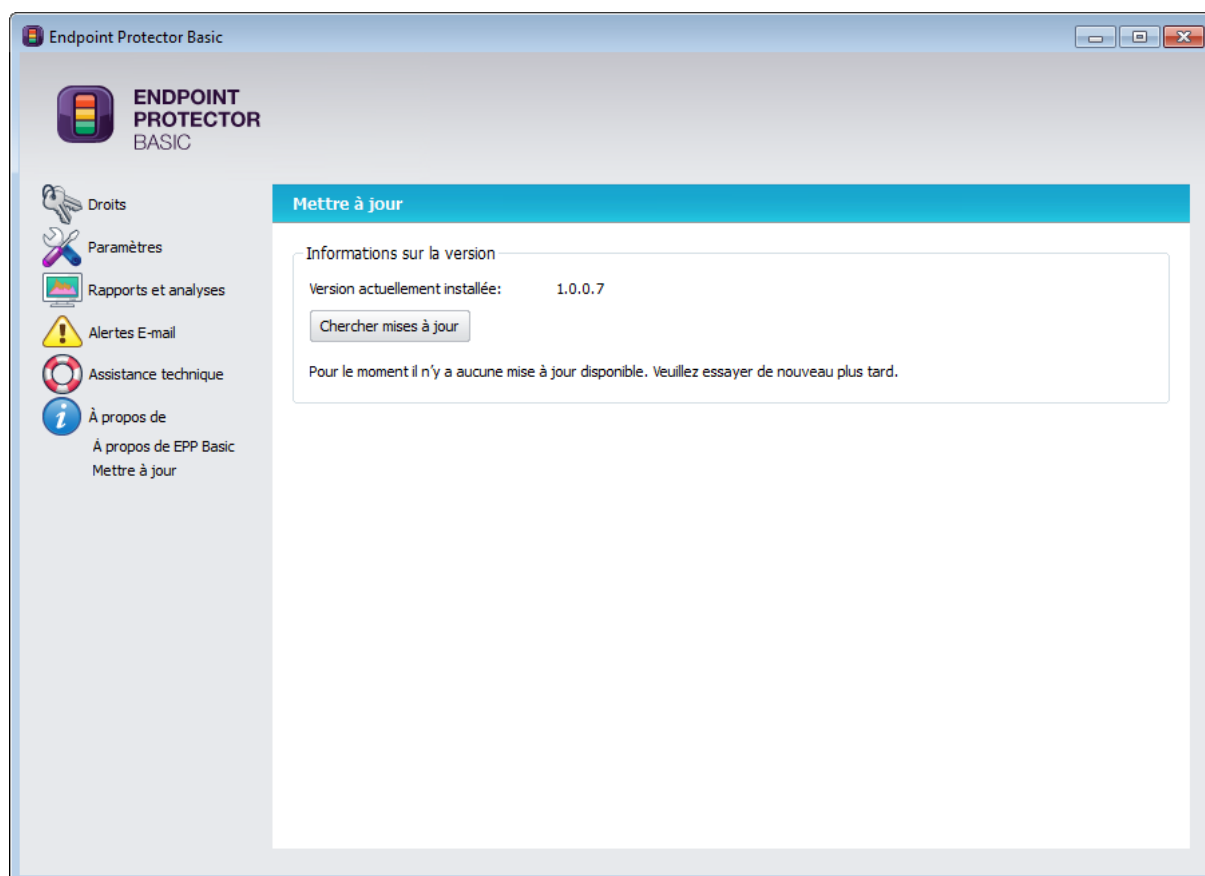 Endpoint Protector Basic
ENDPOINT
PROTECTOR
BASIC
Droits
Paramètres
Rapports et analyses
Alertes E-mail
Assistance technique
À propos de
À propos de EPP Basic
Mettre à jour
Mettre à jour
Informations sur la version
Version actuellement installée: 1.0.0.7
Chercher mises à jour
Pour le moment il n'y a aucune mise à jour disponible. Veuillez essayer de nouveau plus tard.